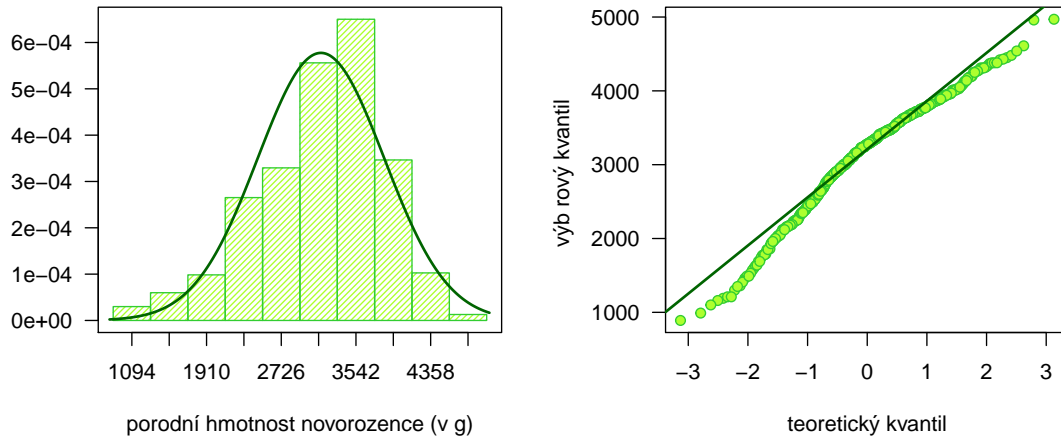 6e−04
5e−04
4e−04
3e−04
2e−04
1e−04
0e+00
1094 1910 2726 3542 4358
porodní hmotnost novorozence (v g)
5000
4000
3000
2000
1000
výb rový kvantil
−3 −2 −1 0 1 2 3
teoretický kvantil